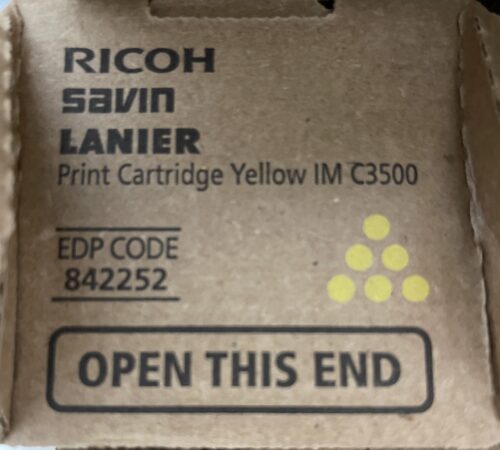 RICOH
savin
LANIER
Print Cartridge Yellow IM C3500
EDP CODE
842252
OPEN THIS END